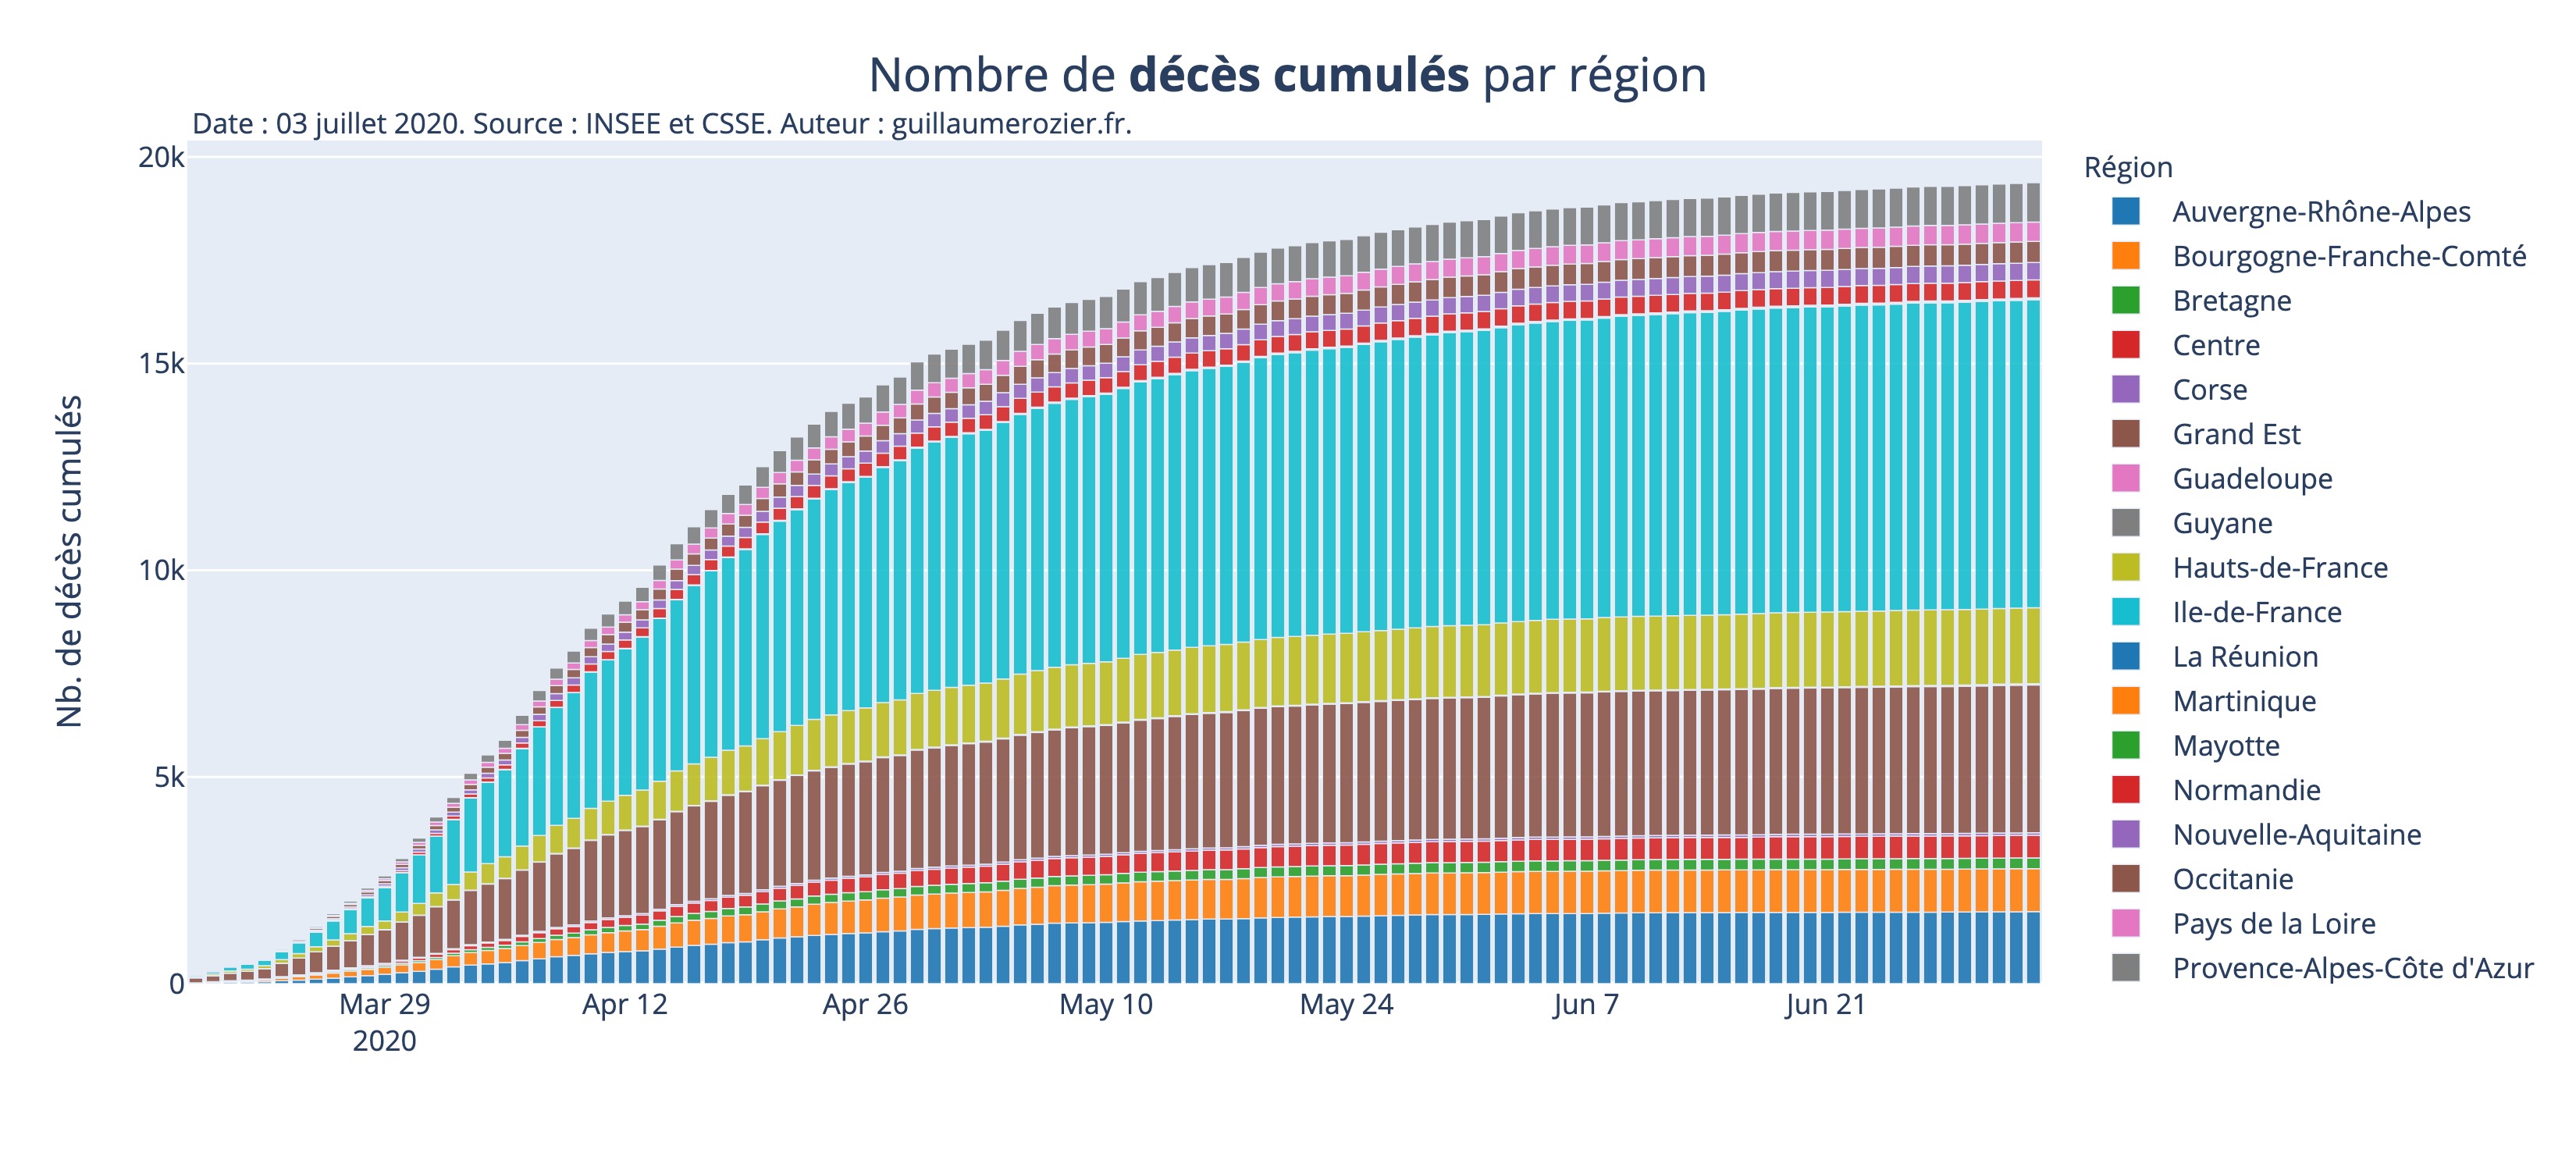 Nombre de décès cumulés par région
Date : 03 juillet 2020. Source : INSEE et CSSE. Auteur : guillaumerozier.fr.
Nb. de décès cumulés
20k
15k
10k
5k
0
Mar 29
2020
Apr 12
Apr 26
May 10
May 24
Jun 7
Jun 21
Région
Auvergne-Rhône-Alpes
Bourgogne-Franche-Comté
Bretagne
Centre
Corse
Grand Est
Guadeloupe
Guyane
Hauts-de-France
Ile-de-France
La Réunion
Martinique
Mayotte
Normandie
Nouvelle-Aquitaine
Occitanie
Pays de la Loire
Provence-Alpes-Côte d'Azur